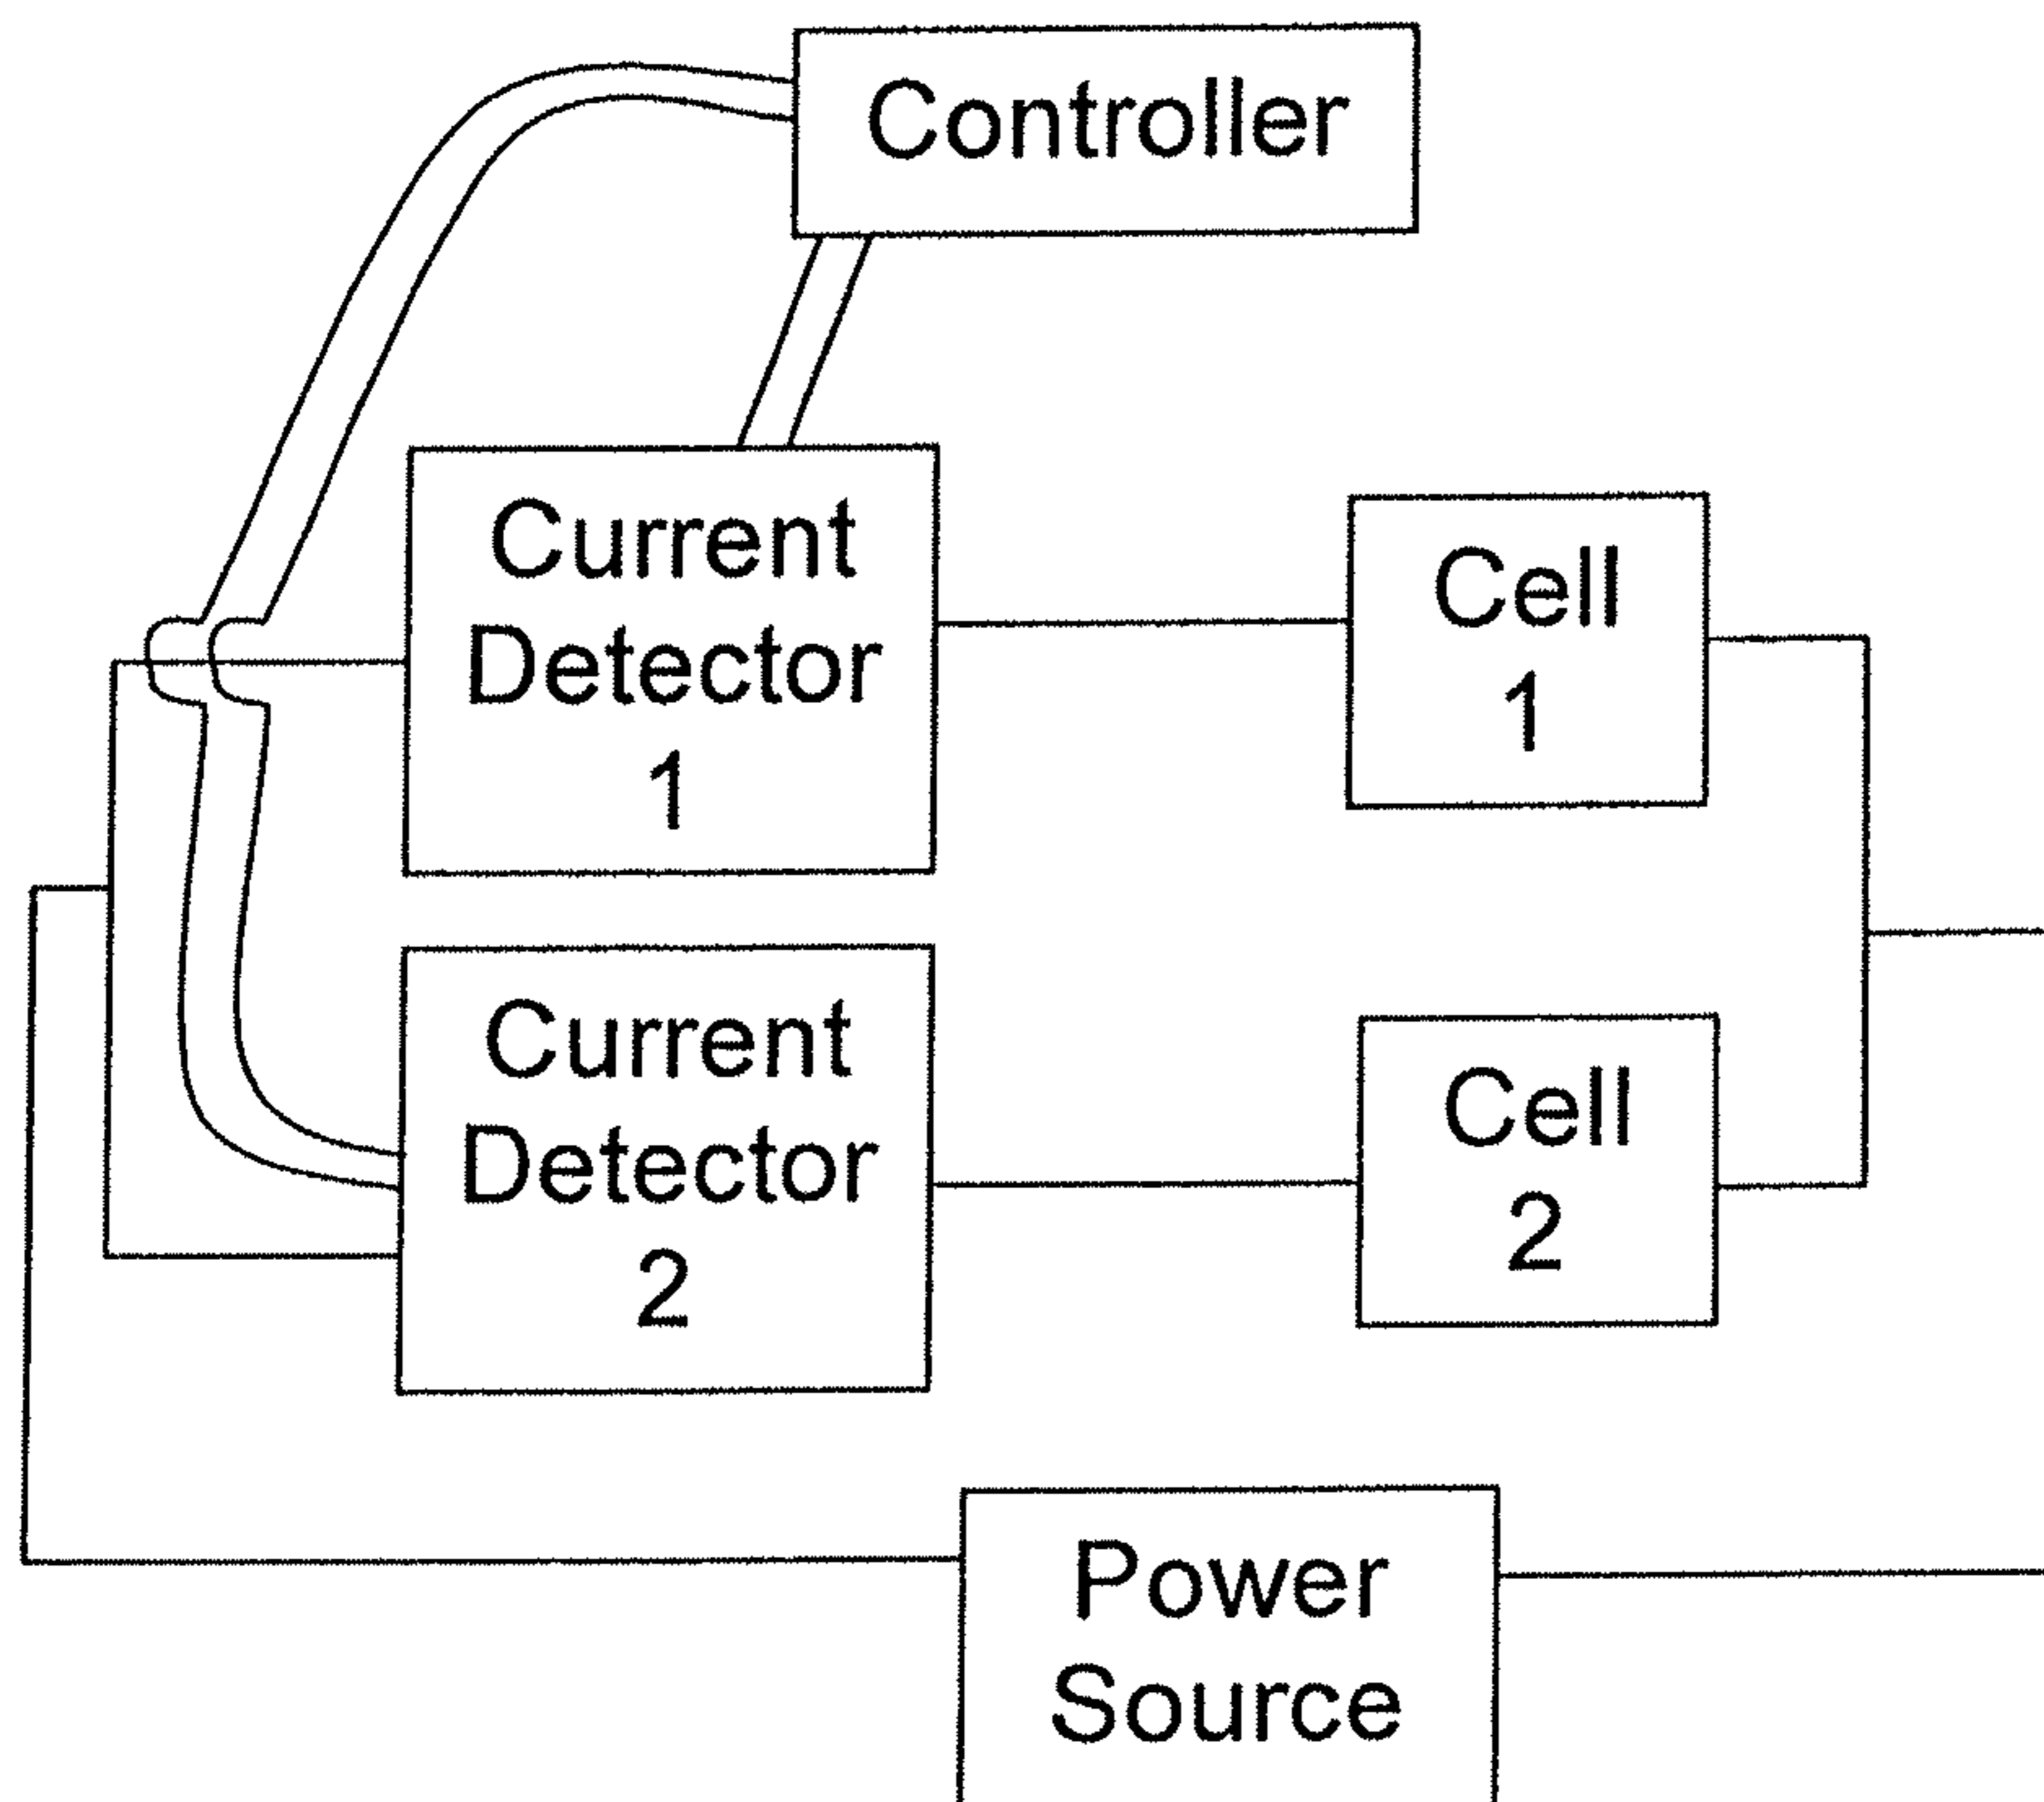 Controller
Current
Detector
1
Cell
1
Current
Detector
2
Cell
2
Power
Source